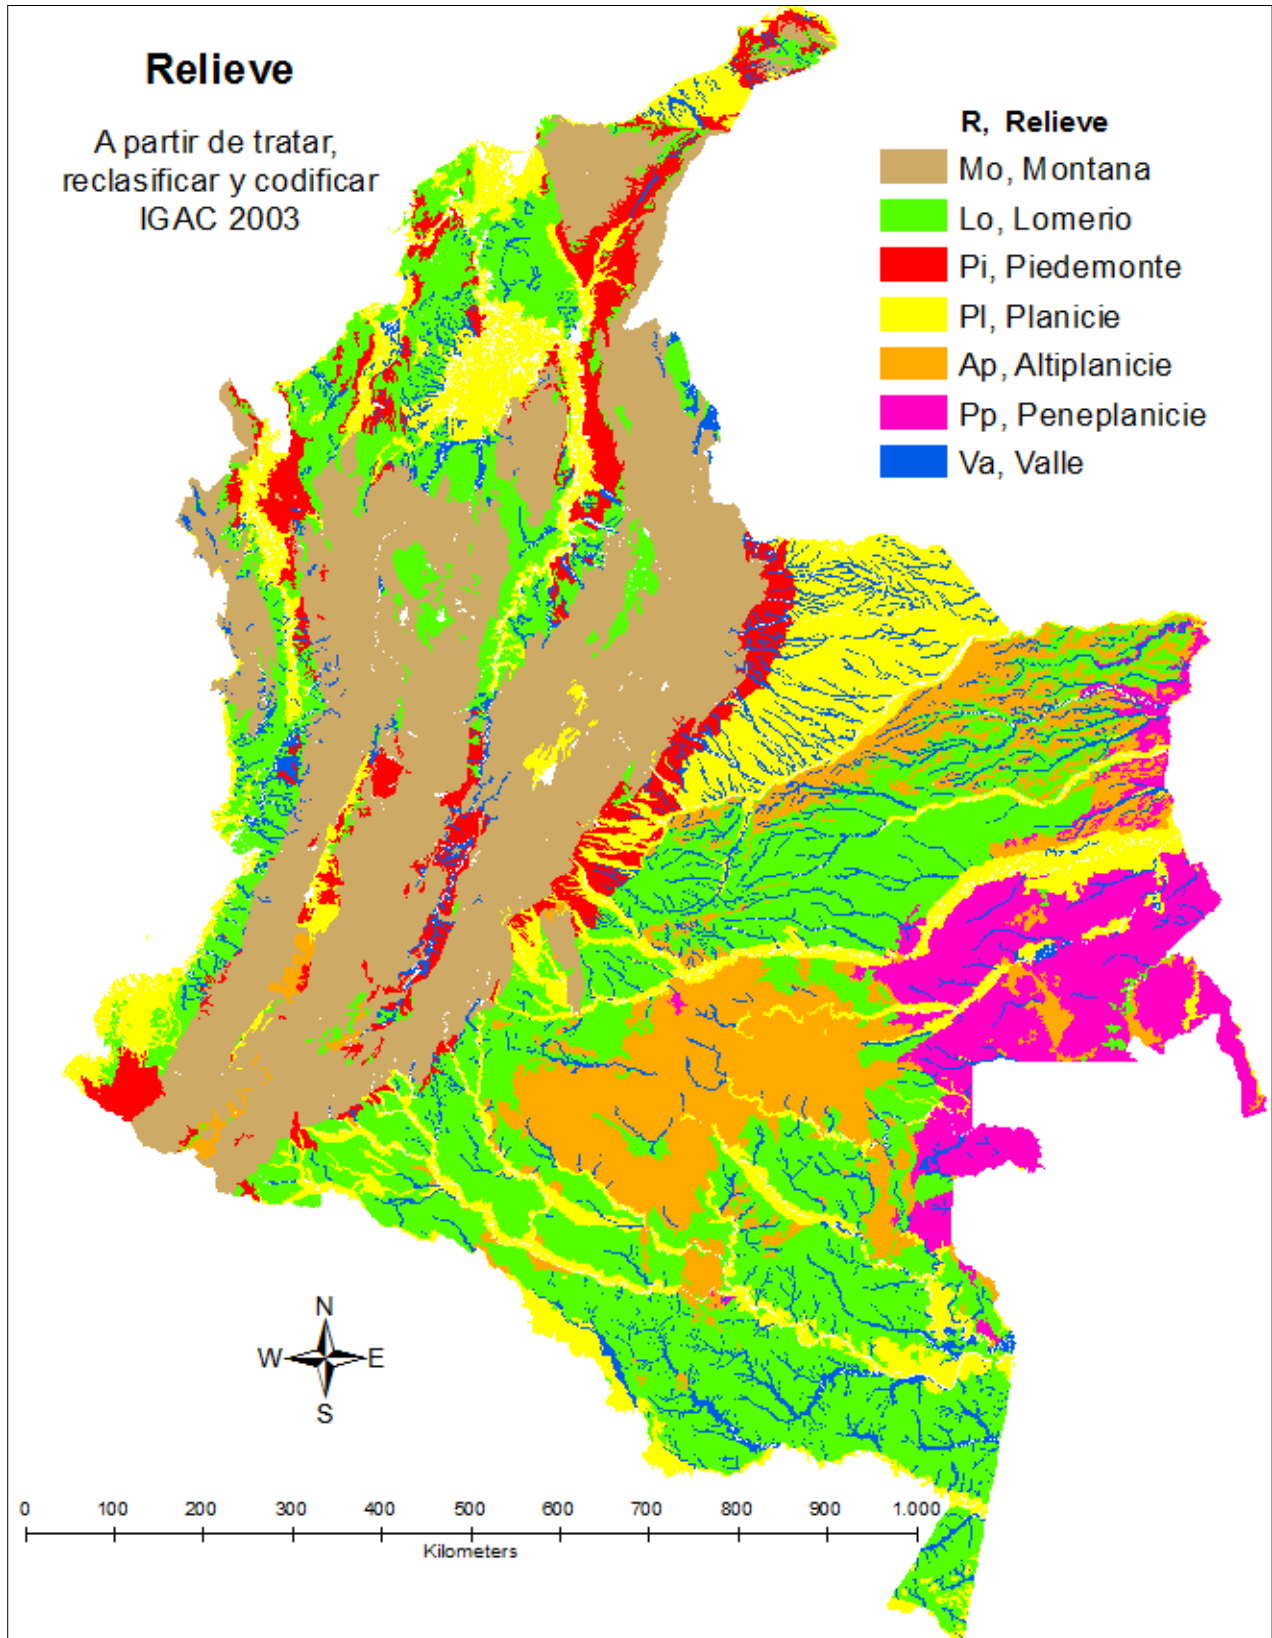 Relieve
A partir de tratar,
reclasificar y codificar
IGAC 2003
R, Relieve
Mo, Montana
Lo, Lomerio
Pi, Piedemonte
Pl, Planicie
Ap, Altiplanicie
Pp, Peneplanicie
Va, Valle
N
W E
S
0 100 200 300 400 500 600 700 800 900 1.000
Kilometers